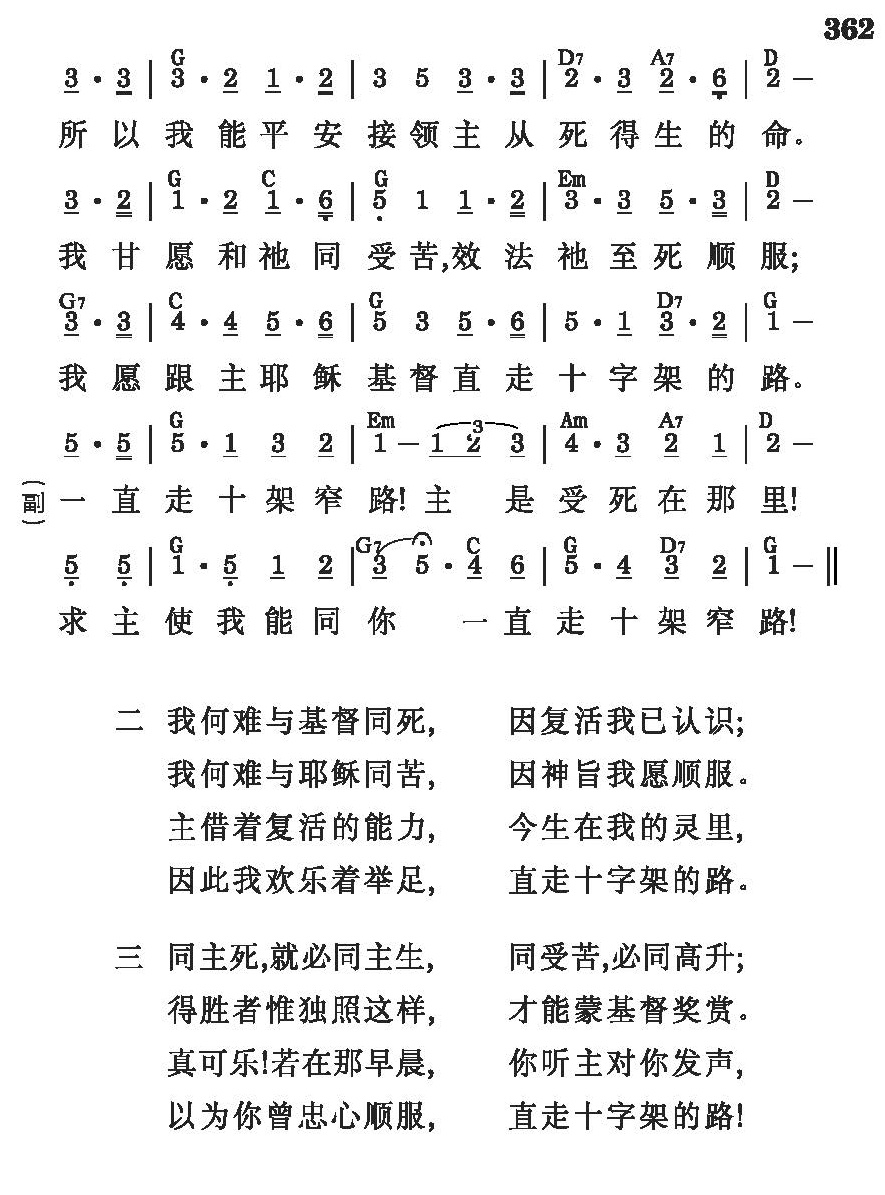 362
G D7 A7 D
3 · 3 | 3 · 2 1 · 2 | 3 5 3 · 3 | 2 · 3 2 · 6 | 2 —
所以我能平安接领主从死得生的命。
G C G Em D
3 · 2 | 1 · 2 1 · 6 | 5 1 1 · 2 | 3 · 3 5 · 3 | 2 —
我甘愿和祂同受苦,效法祂至死顺服;
G7 C G D7 G
3 · 3 | 4 · 4 5 · 6 | 5 3 5 · 6 | 5 · 1 3 · 2 | 1 —
我愿跟主耶稣基督直走十字架的路。
G Em 3 Am A7 D
5 · 5 | 5 · 1 3 2 | 1 — 1 2 3 | 4 · 3 2 1 | 2 —
(副) 一直走十架窄路!主是受死在那里!
G G7 C G D7 G
5 5 | 1 · 5 1 2 | 3 5 · 4 6 | 5 · 4 3 2 | 1 — ‖
求主使我能同你一直走十架窄路!
二 我何难与基督同死, 因复活我已认识;
我何难与耶稣同苦, 因神旨我愿顺服。
主借着复活的能力, 今生在我的灵里,
因此我欢乐着举足, 直走十字架的路。
三 同主死,就必同主生, 同受苦,必同高升;
得胜者惟独照这样, 才能蒙基督奖赏。
真可乐!若在那早晨, 你听主对你发声,
以为你曾忠心顺服, 直走十字架的路!